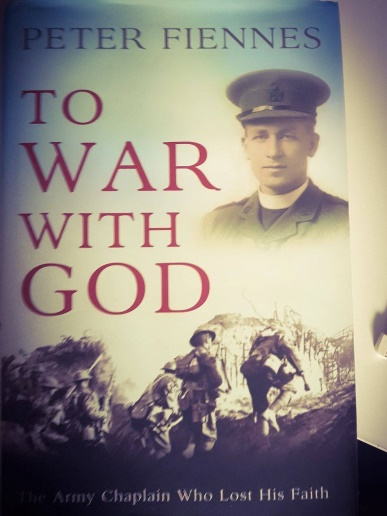 PETER FIENNES
TO
WAR
WITH
GOD
The Army Chaplain Who Lost His Faith